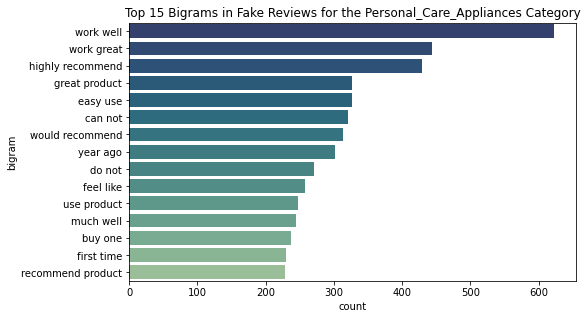 Top 15 Bigrams in Fake Reviews for the Personal_Care_Appliances Category
bigram
work well
work great
highly recommend
great product
easy use
can not
would recommend
year ago
do not
feel like
use product
much well
buy one
first time
recommend product
0 100 200 300 400 500 600
count